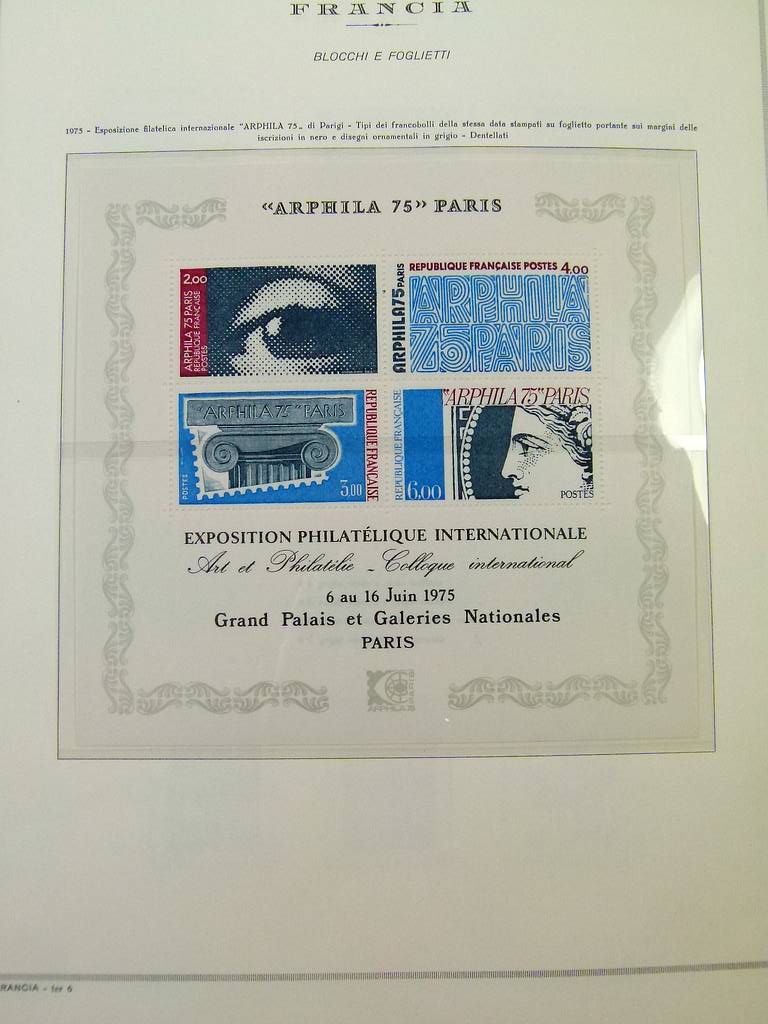 FRANCIA
BLOCCHI E FOGLIETTI
1975 - Esposizione filatelica internazionale "ARPHILA 75„ di Parigi - Tipi dei francobolli della stessa data stampati su foglietto portante sui margini delle
iscrizioni in nero e disegni ornamentali in grigio - Dentellati
«ARPHILA 75» PARIS
2,00
ARPHILA 75 PARIS
REPUBLIQUE FRANÇAISE
POSTES
REPUBLIQUE FRANÇAISE POSTES 4,00
ARPHILA75 PARIS
ARPHILA
75PARIS
"ARPHILA 75" PARIS
REPUBLIQUE FRANÇAISE
POSTES
3,00
"ARPHILA 75" PARIS
REPUBLIQUE FRANÇAISE
6,00
POSTES
EXPOSITION PHILATÉLIQUE INTERNATIONALE
Art et Philatélie - Colloque international
6 au 16 Juin 1975
Grand Palais et Galeries Nationales
PARIS
ARPHILA
PARIS
RANCIA - ter 6